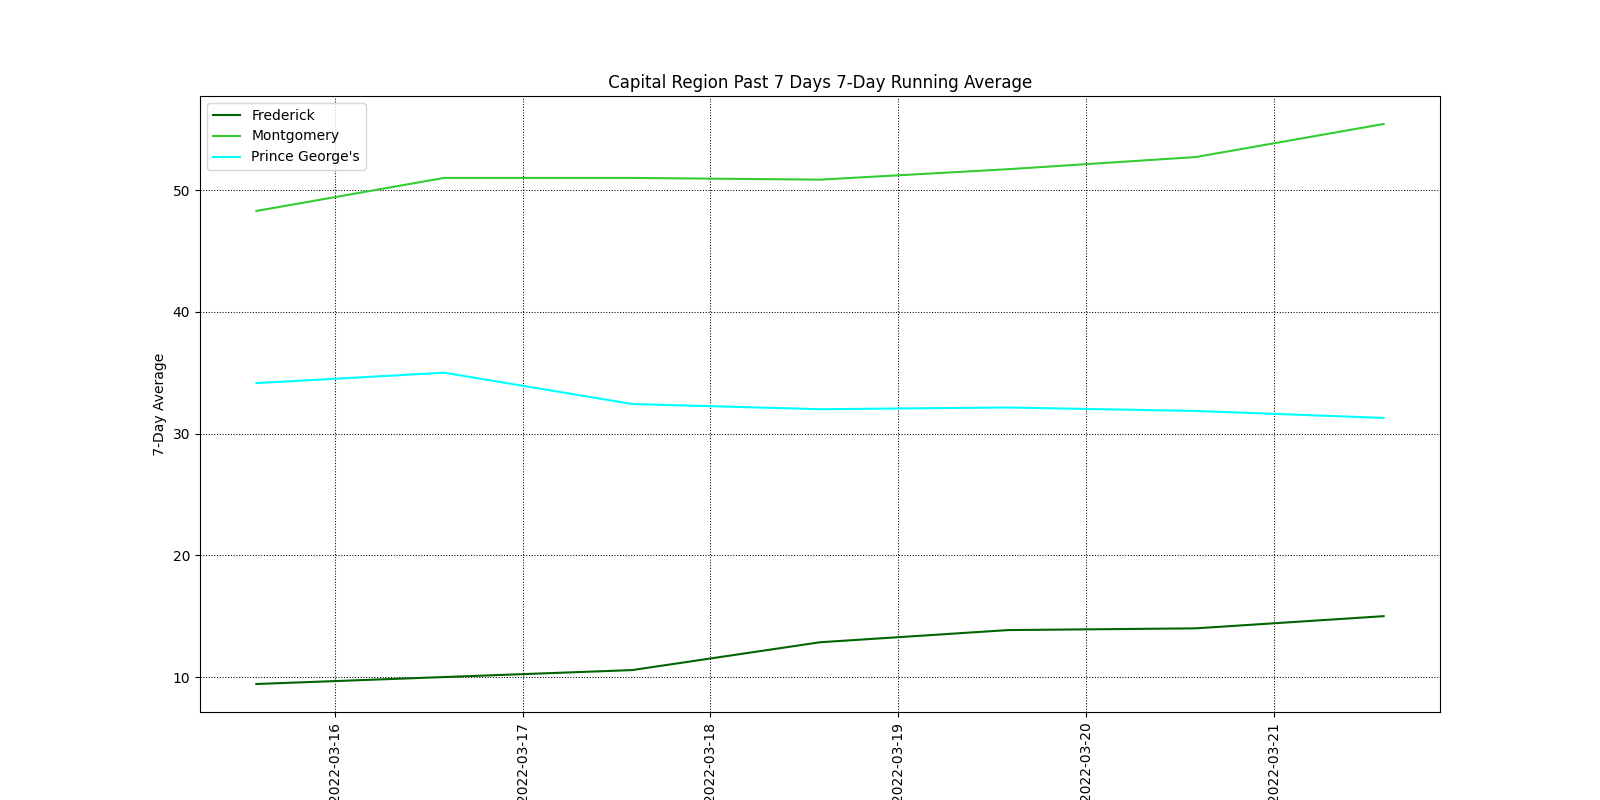 Capital Region Past 7 Days 7-Day Running Average
Frederick
Montgomery
Prince George's
7-Day Average
50
40
30
20
10
2022-03-16
2022-03-17
2022-03-18
2022-03-19
2022-03-20
2022-03-21